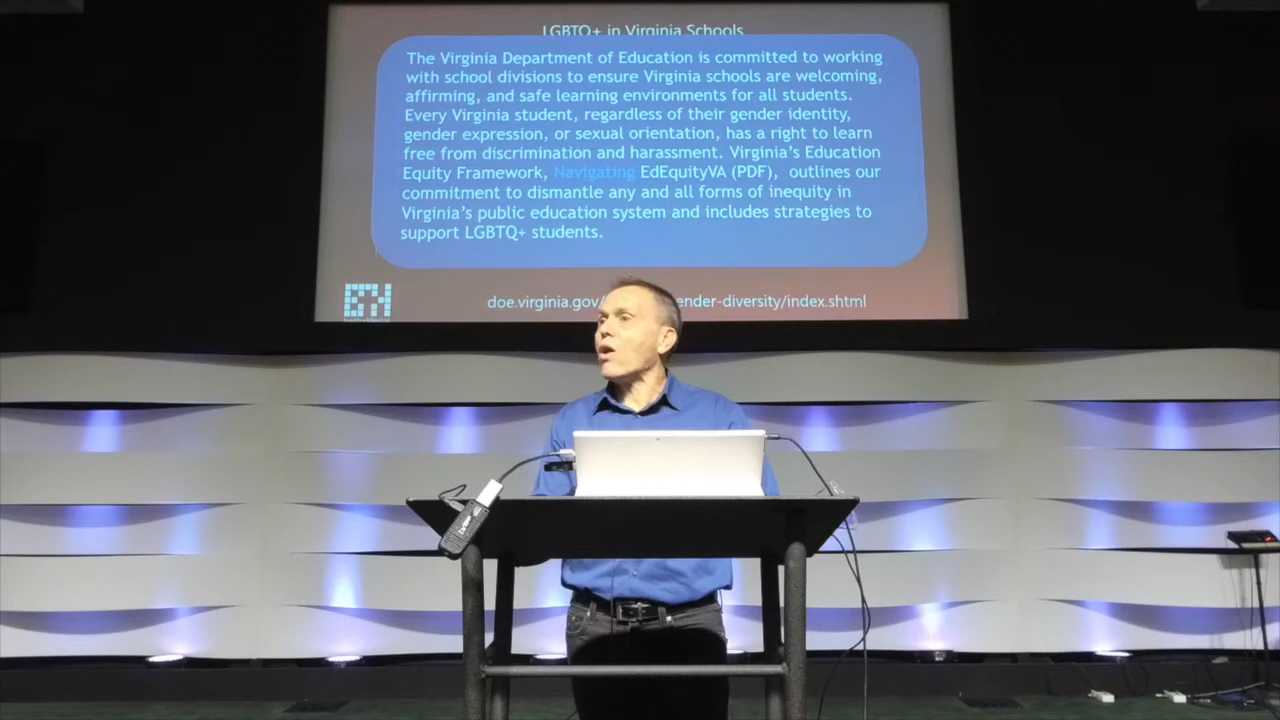 LGBTQ+ in Virginia Schools
The Virginia Department of Education is committed to working
with school divisions to ensure Virginia schools are welcoming,
affirming, and safe learning environments for all students.
Every Virginia student, regardless of their gender identity,
gender expression, or sexual orientation, has a right to learn
free from discrimination and harassment. Virginia’s Education
Equity Framework, Navigating EdEquityVA (PDF), outlines our
commitment to dismantle any and all forms of inequity in
Virginia’s public education system and includes strategies to
support LGBTQ+ students.
doe.virginia.gov/ ender-diversity/index.shtml